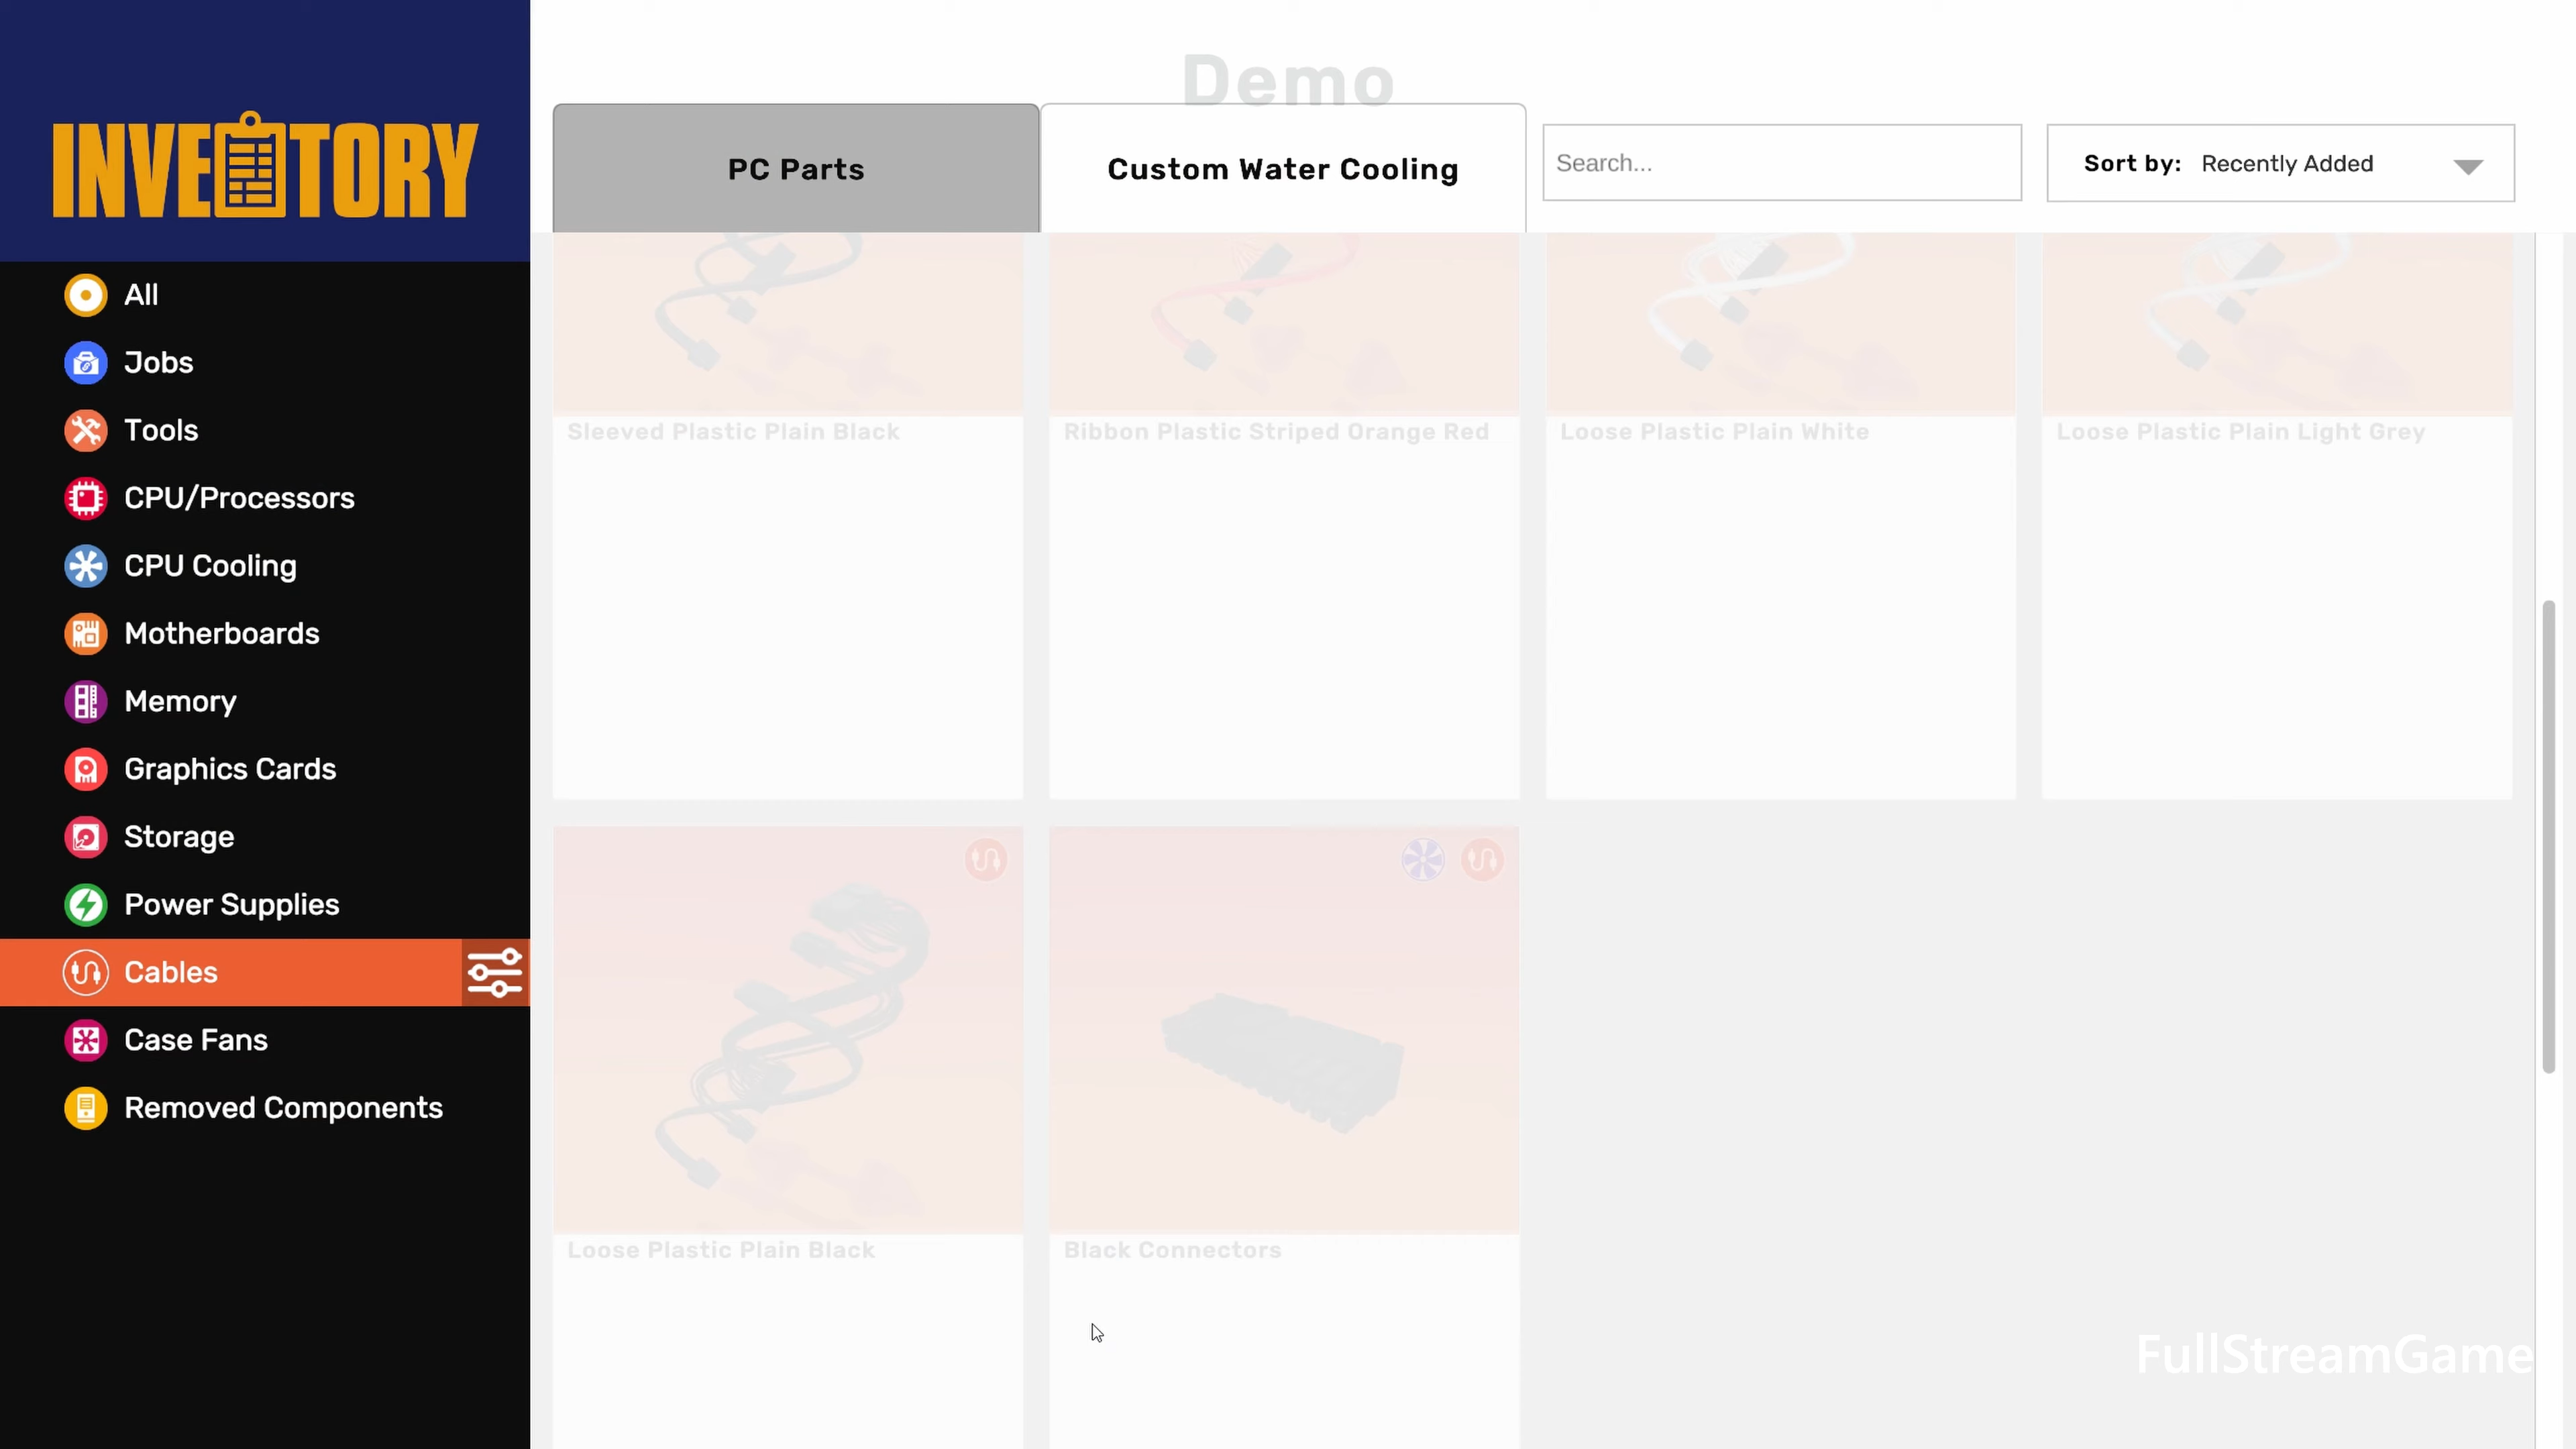 INVENTORY
All
Jobs
Tools
CPU/Processors
CPU Cooling
Motherboards
Memory
Graphics Cards
Storage
Power Supplies
Cables
Case Fans
Removed Components
Demo
PC Parts
Custom Water Cooling
Search...
Sort by: Recently Added
Sleeved Plastic Plain Black
Ribbon Plastic Striped Orange Red
Loose Plastic Plain White
Loose Plastic Plain Light Grey
Loose Plastic Plain Black
Black Connectors
FullStreamGame